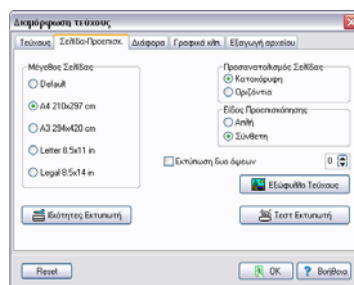 Διαμόρφωση τεύχους
Τεύχους Σελίδα-Προεπισκ. Διάφορα Γραφικά κλπ. Εξαγωγή αρχείου
Μέγεθος Σελίδας
Default
A4 210x297 cm
A3 294x420 cm
Letter 8.5x11 in
Legal 8.5x14 in
Προσανατολισμός Σελίδας
Κατακόρυφη
Οριζόντια
Είδος Προεπισκόπησης
Απλή
Σύνθετη
Εκτύπωση δυο όψεων 0
Εξώφυλλο Τεύχους
Ιδιότητες Εκτυπωτή Τεστ Εκτυπωτή
Reset OK Βοήθεια